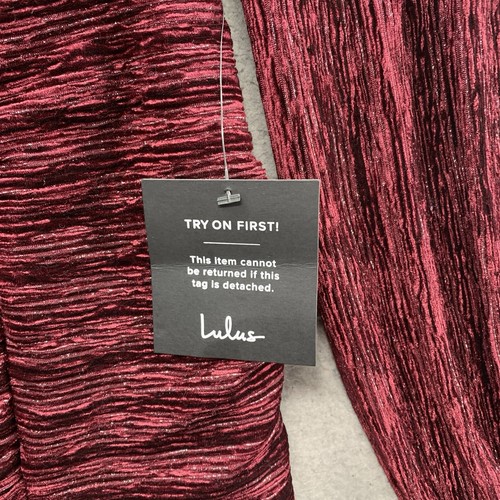 TRY ON FIRST!
This item cannot
be returned if this
tag is detached.
Lulus